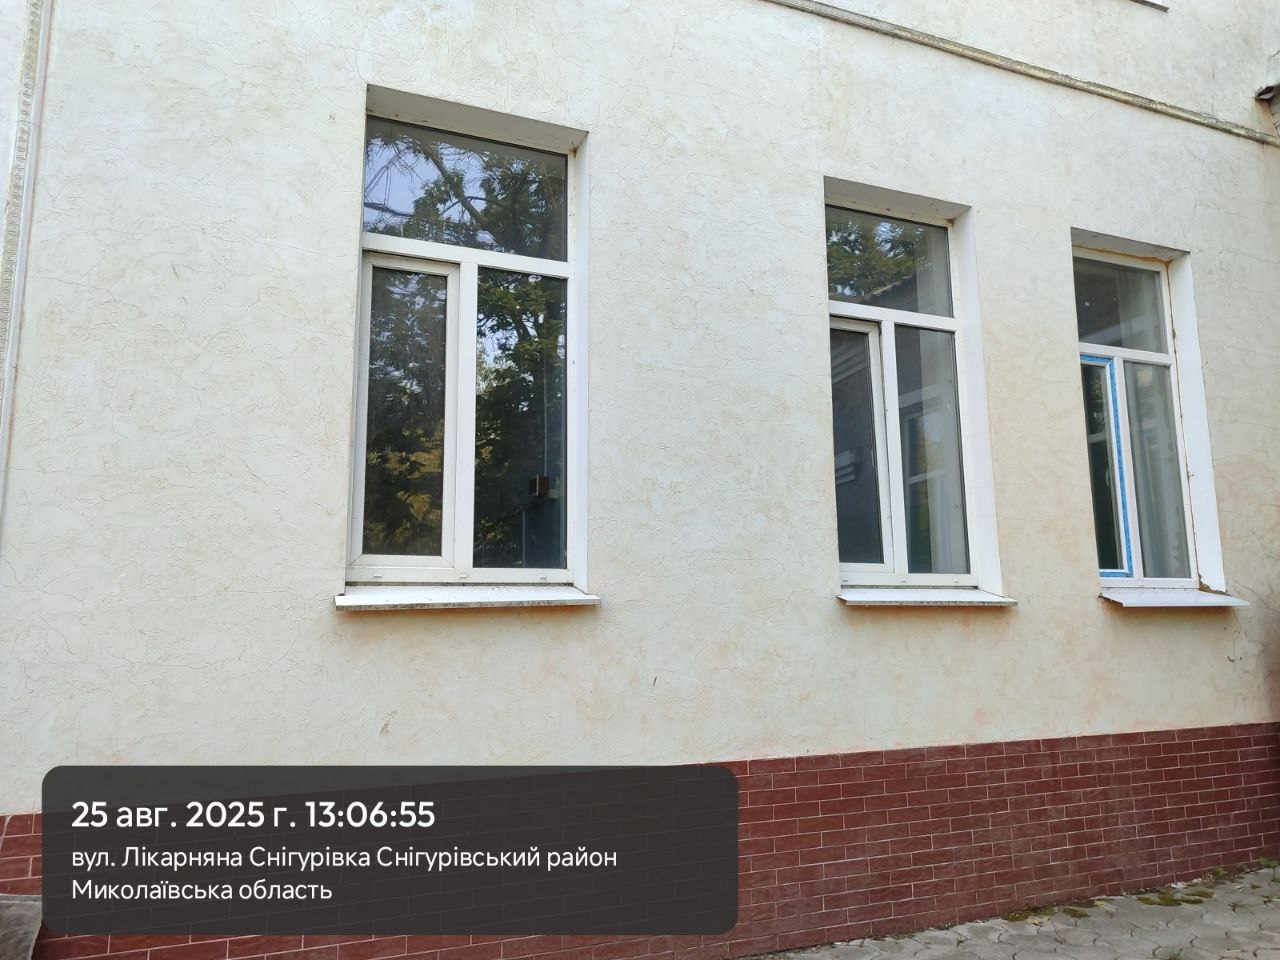 25 авг. 2025 г. 13:06:55
вул. Лікарняна Снігурівка Снігурівський район
Миколаївська область